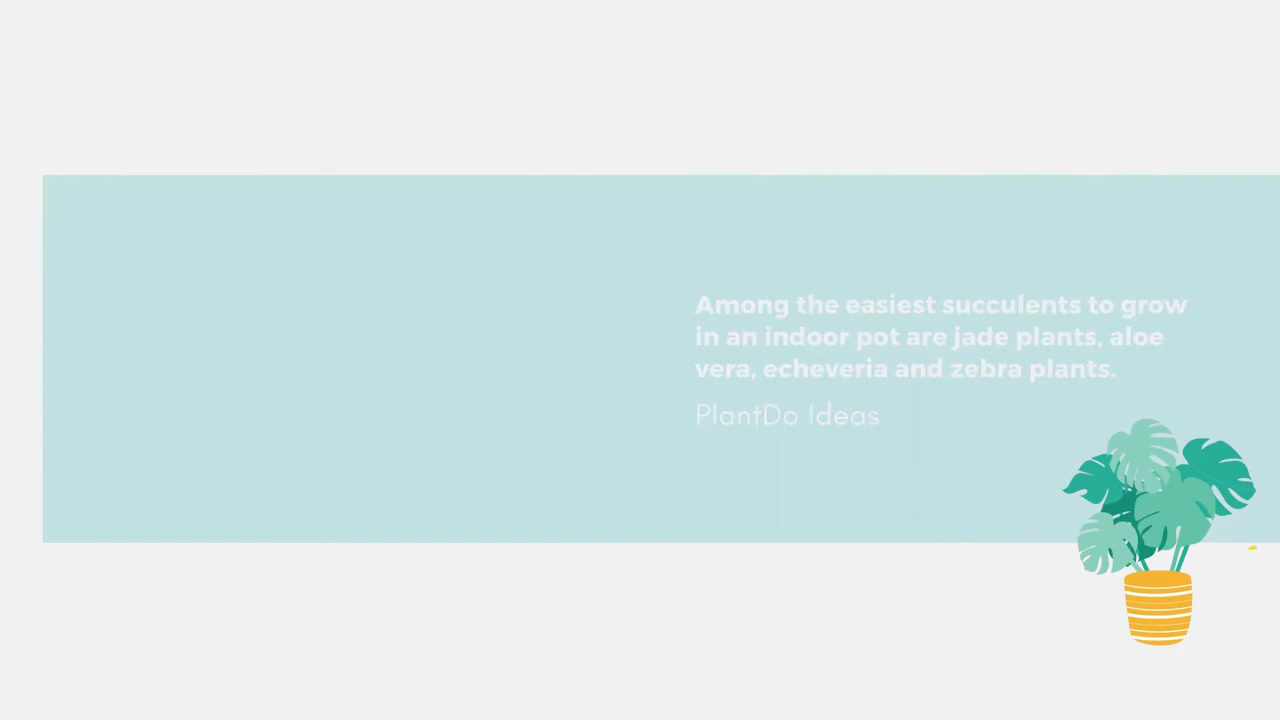 Among the easiest succulents to grow
in an indoor pot are jade plants, aloe
vera, echeveria and zebra plants.
PlantDo Ideas